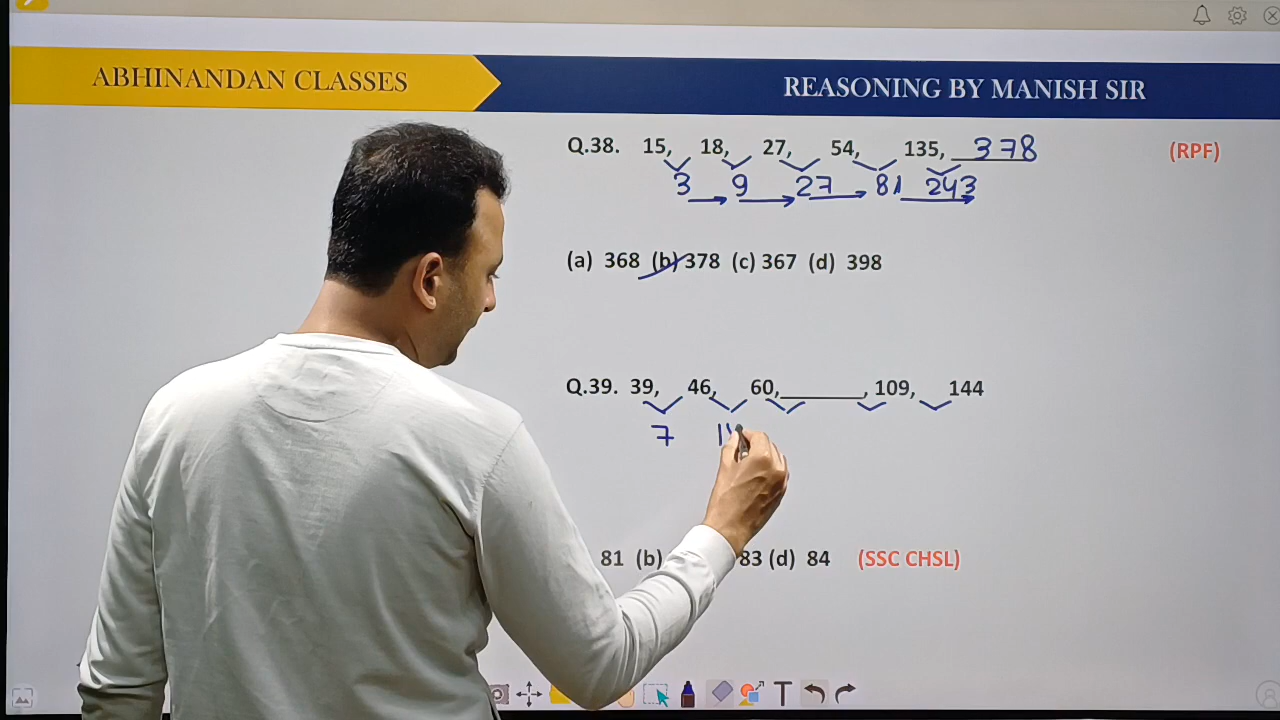 ABHINANDAN CLASSES
REASONING BY MANISH SIR
Q.38. 15, 18, 27, 54, 135, 378 (RPF)
3 9 27 81 243
(a) 368 (b) 378 (c) 367 (d) 398
Q.39. 39, 46, 60, ________, 109, 144
7
81 (b) 83 (d) 84 (SSC CHSL)